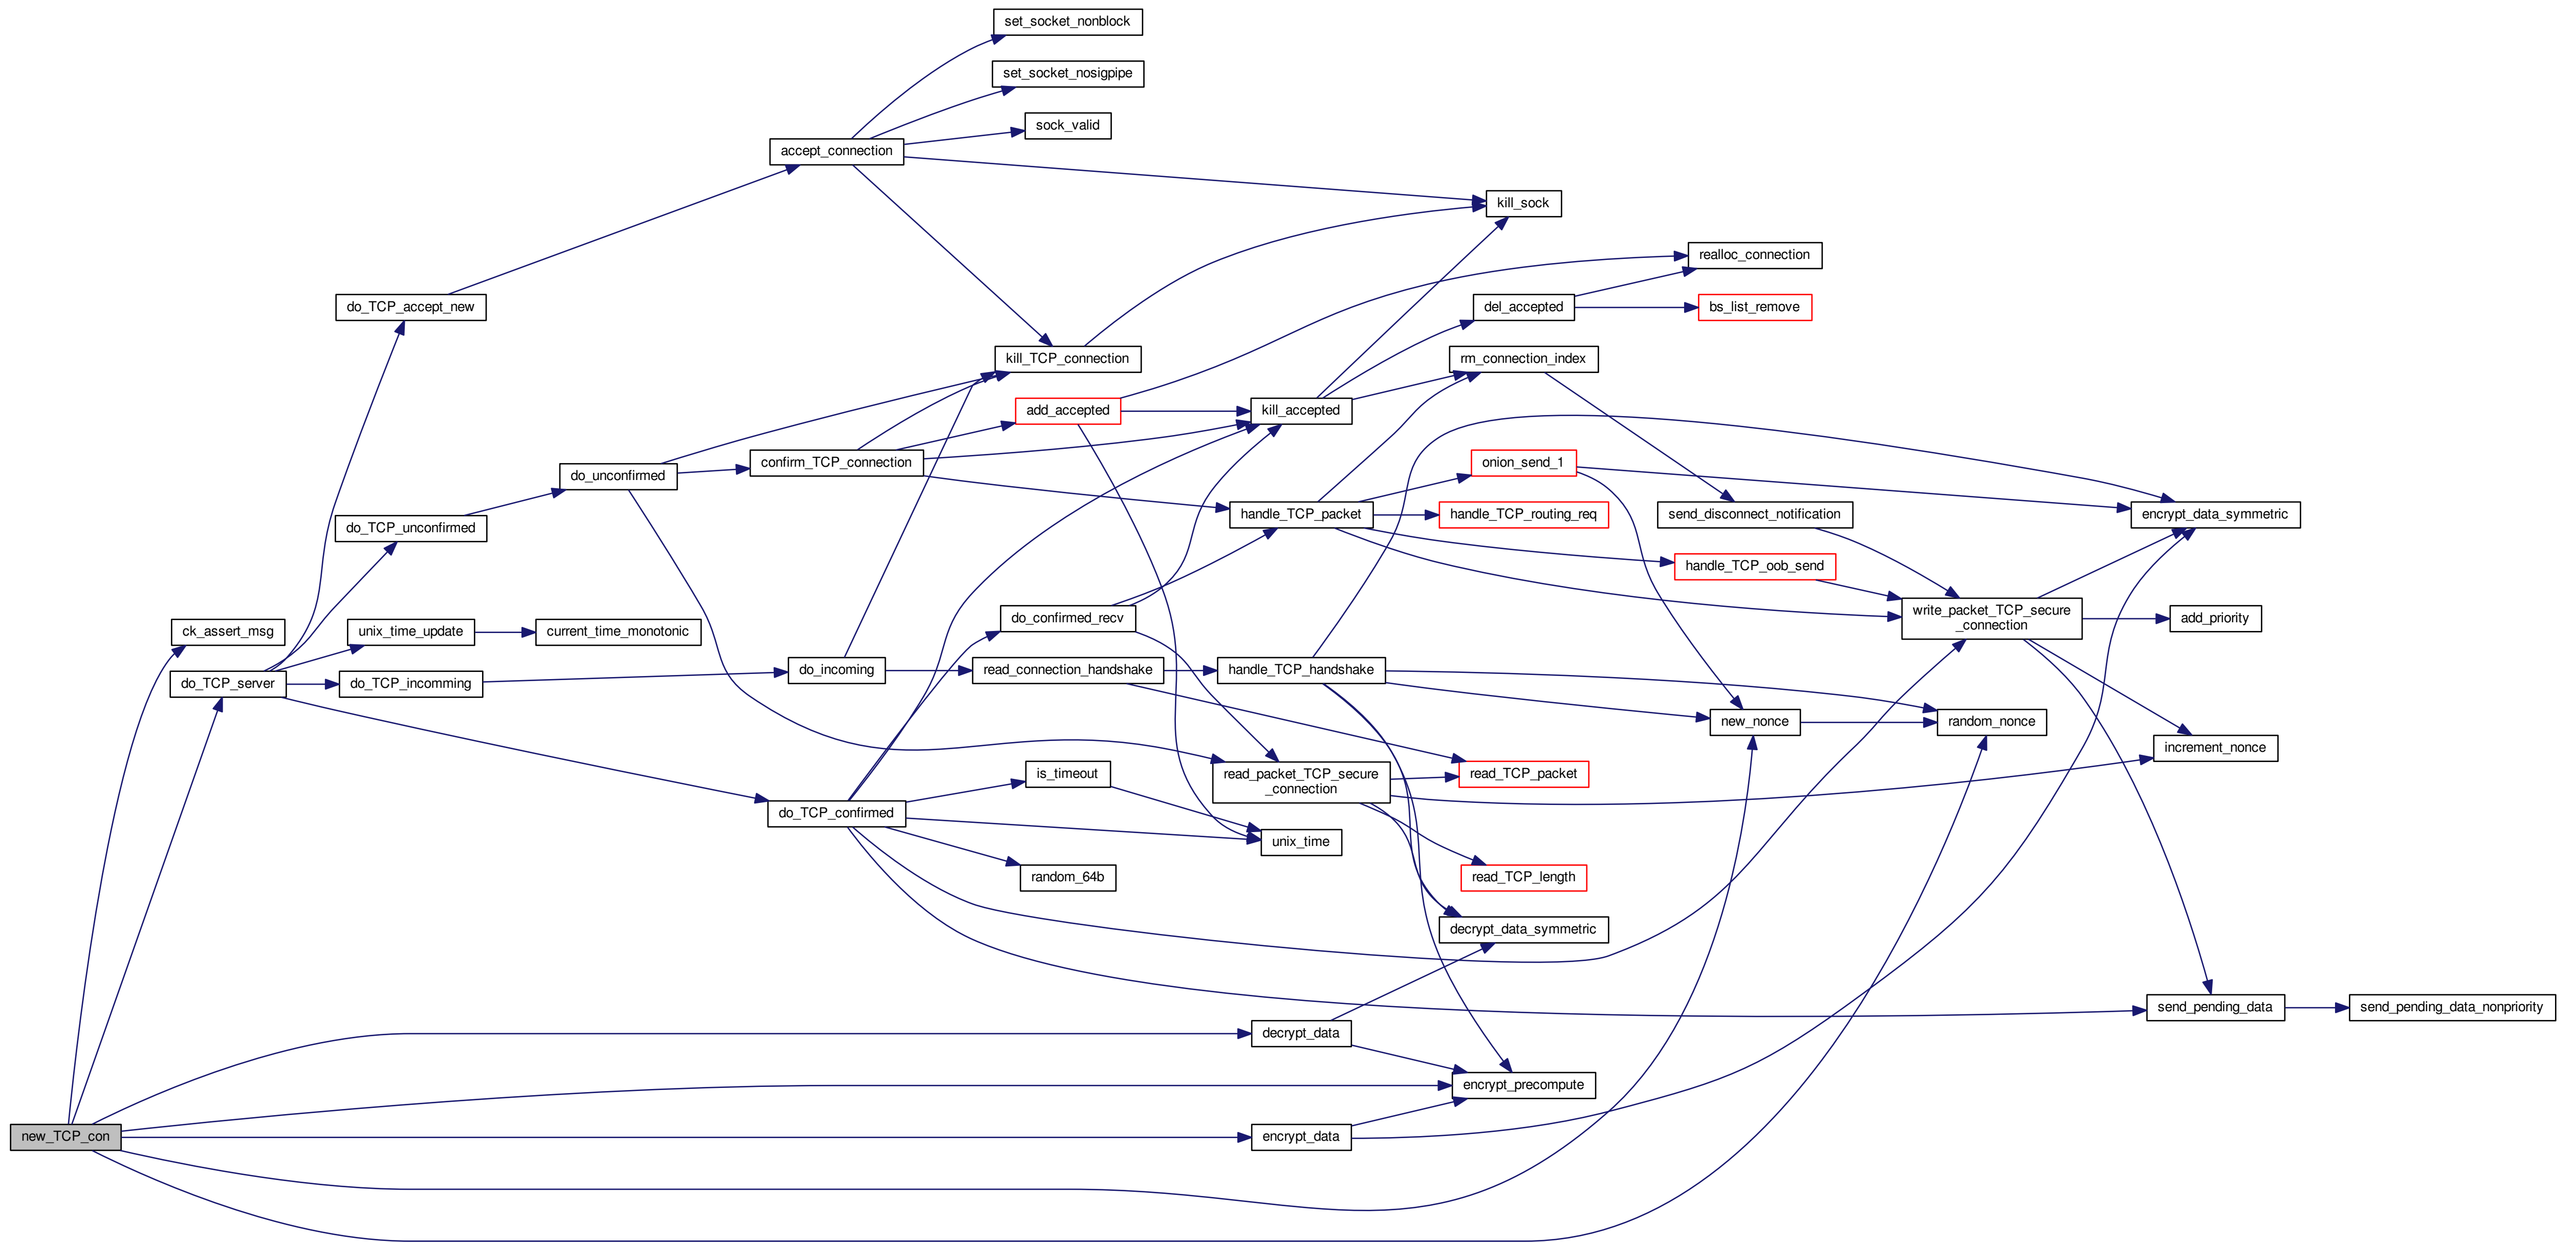 set_socket_nonblock
set_socket_nosigpipe
sock_valid
accept_connection
kill_sock
realloc_connection
do_TCP_accept_new
del_accepted
bs_list_remove
kill_TCP_connection
rm_connection_index
add_accepted
kill_accepted
confirm_TCP_connection
onion_send_1
do_unconfirmed
do_TCP_unconfirmed
handle_TCP_packet
handle_TCP_routing_req
send_disconnect_notification
encrypt_data_symmetric
handle_TCP_oob_send
do_confirmed_recv
write_packet_TCP_secure
_connection
add_priority
ck_assert_msg
unix_time_update
current_time_monotonic
do_TCP_server
do_TCP_incomming
do_incoming
read_connection_handshake
handle_TCP_handshake
new_nonce
random_nonce
increment_nonce
is_timeout
read_packet_TCP_secure
_connection
read_TCP_packet
do_TCP_confirmed
unix_time
random_64b
read_TCP_length
decrypt_data_symmetric
send_pending_data
send_pending_data_nonpriority
decrypt_data
encrypt_precompute
new_TCP_con
encrypt_data